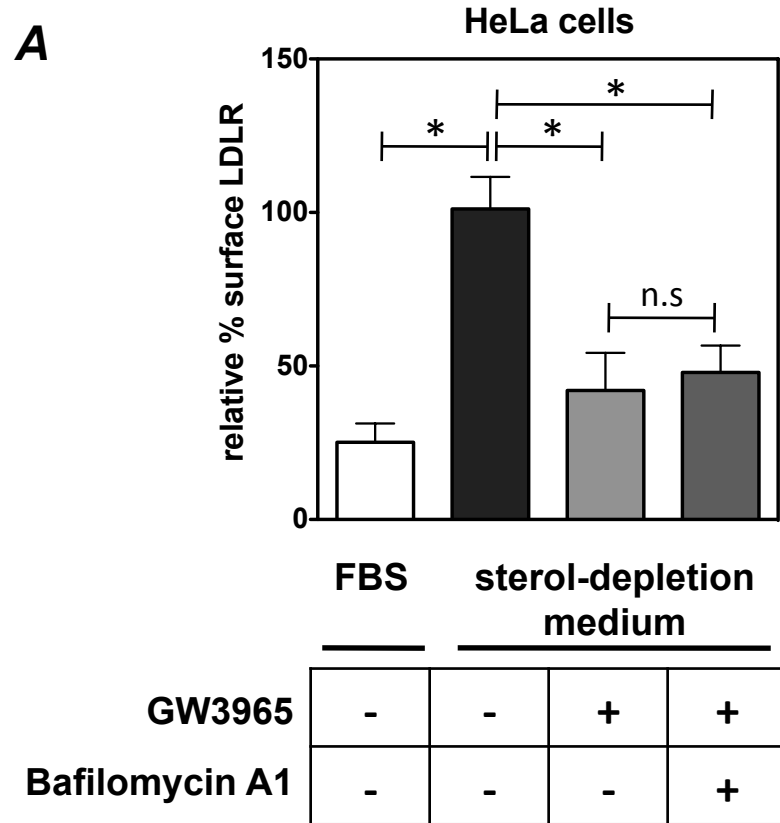 A
HeLa cells
relative % surface LDLR
150
100
50
0
*
*
*
n.s
FBS
sterol-depletion
medium
GW3965 - - + +
Bafilomycin A1 - - - +